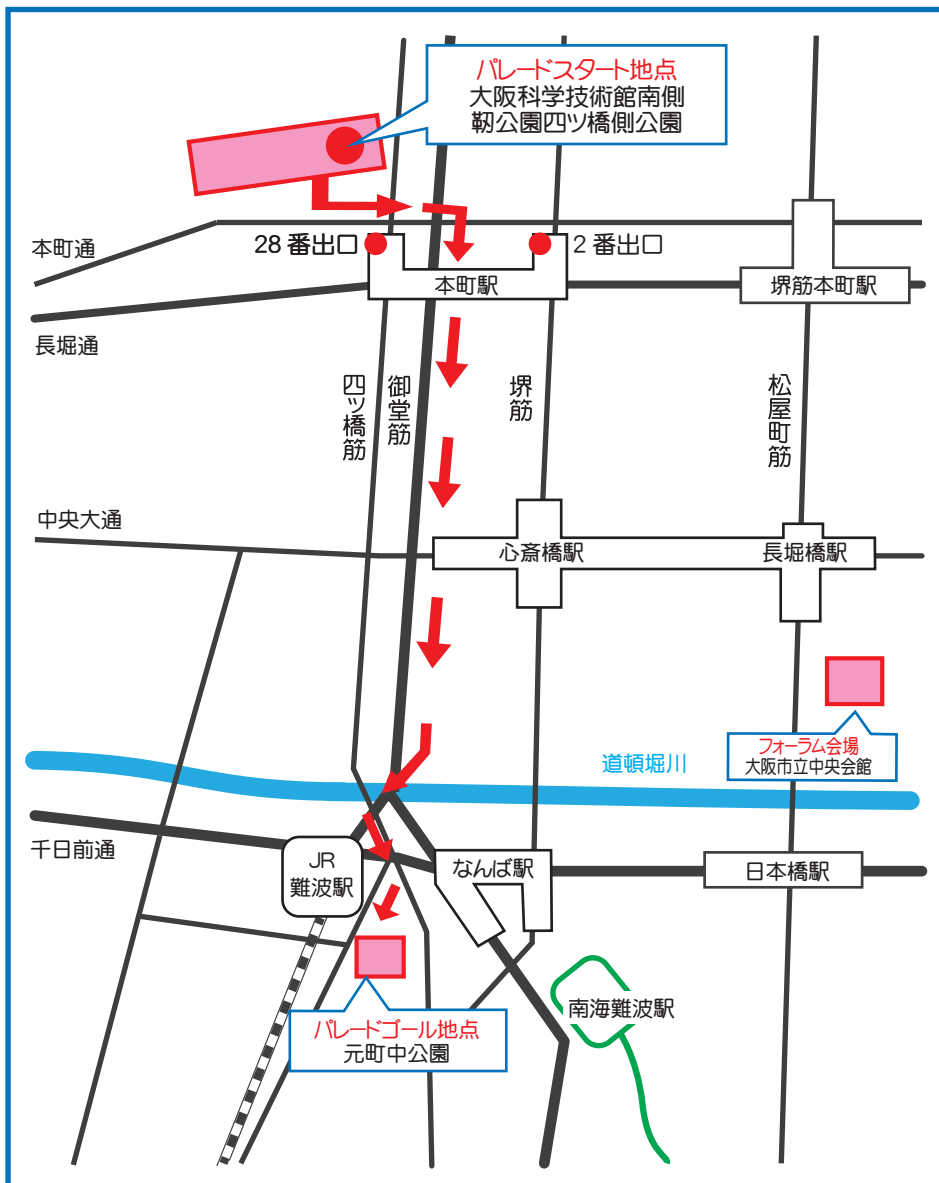 パレードスタート地点
大阪科学技術館南側
靭公園四ツ橋側公園
本町通
28番出口
2番出口
本町駅
堺筋本町駅
長堀通
四ツ橋筋
御堂筋
堺筋
松屋町筋
中央大通
心斎橋駅
長堀橋駅
フォーラム会場
大阪市立中央会館
道頓堀川
千日前通
JR
難波駅
なんば駅
日本橋駅
南海難波駅
パレードゴール地点
元町中公園